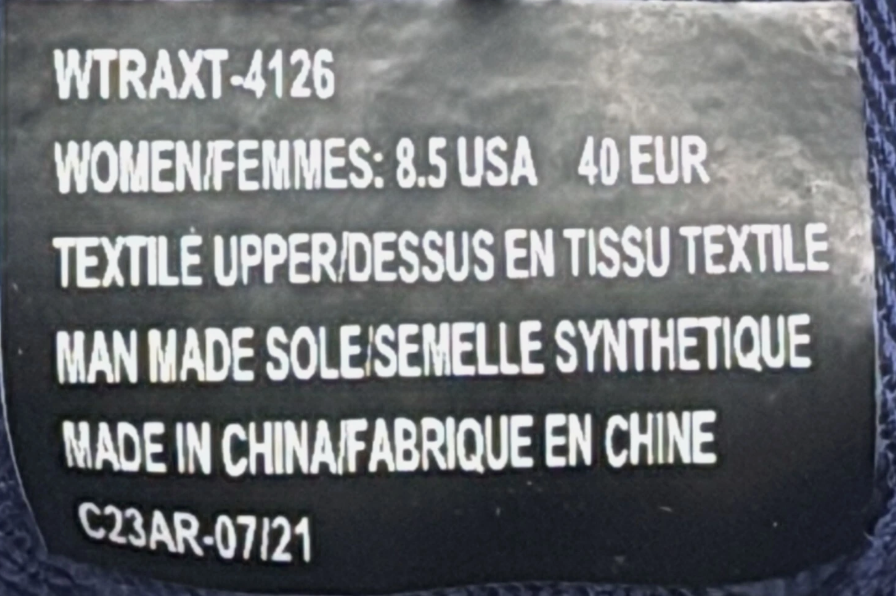 WTRAXT-4126
WOMEN/FEMMES: 8.5 USA 40 EUR
TEXTILE UPPER/DESSUS EN TISSU TEXTILE
MAN MADE SOLE/SEMELLE SYNTHETIQUE
MADE IN CHINA/FABRIQUE EN CHINE
C23AR-07/21